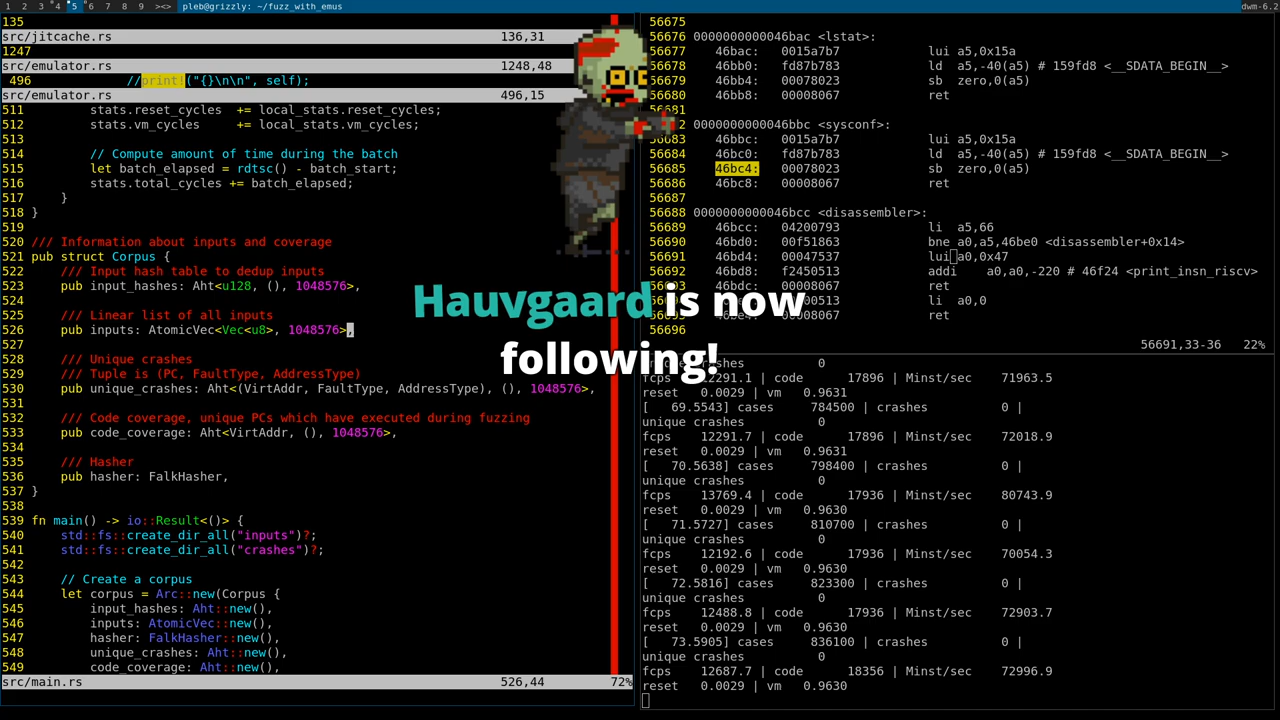 1 2 3 4 5 6 7 8 9 ><> pleb@grizzly: ~/fuzz_with_emus dwm-6.2
135
src/jitcache.rs 136,31
1247
src/emulator.rs 1248,48
496 //print!("{}\n\n", self);
src/emulator.rs 496,15
511 stats.reset_cycles += local_stats.reset_cycles;
512 stats.vm_cycles += local_stats.vm_cycles;
513
514 // Compute amount of time during the batch
515 let batch_elapsed = rdtsc() - batch_start;
516 stats.total_cycles += batch_elapsed;
517 }
518 }
519
520 /// Information about inputs and coverage
521 pub struct Corpus {
522 /// Input hash table to dedup inputs
523 pub input_hashes: Aht<u128, (), 1048576>,
524
525 /// Linear list of all inputs
526 pub inputs: AtomicVec<Vec<u8>, 1048576>,
527
528 /// Unique crashes
529 /// Tuple is (PC, FaultType, AddressType)
530 pub unique_crashes: Aht<(VirtAddr, FaultType, AddressType), (), 1048576>,
531
532 /// Code coverage, unique PCs which have executed during fuzzing
533 pub code_coverage: Aht<VirtAddr, (), 1048576>,
534
535 /// Hasher
536 pub hasher: FalkHasher,
537 }
538
539 fn main() -> io::Result<()> {
540 std::fs::create_dir_all("inputs")?;
541 std::fs::create_dir_all("crashes")?;
542
543 // Create a corpus
544 let corpus = Arc::new(Corpus {
545 input_hashes: Aht::new(),
546 inputs: AtomicVec::new(),
547 hasher: FalkHasher::new(),
548 unique_crashes: Aht::new(),
549 code_coverage: Aht::new(),
src/main.rs 526,44 72%
Hauvgaard is now
following!
56675
56676 0000000000046bac <lstat>:
56677 46bac: 0015a7b7 lui a5,0x15a
56678 46bb0: fd87b783 ld a5,-40(a5) # 159fd8 <__SDATA_BEGIN__>
56679 46bb4: 00078023 sb zero,0(a5)
56680 46bb8: 00008067 ret
56681
0000000000046bbc <sysconf>:
56683 46bbc: 0015a7b7 lui a5,0x15a
56684 46bc0: fd87b783 ld a5,-40(a5) # 159fd8 <__SDATA_BEGIN__>
56685 46bc4: 00078023 sb zero,0(a5)
56686 46bc8: 00008067 ret
56687
56688 0000000000046bcc <disassembler>:
56689 46bcc: 04200793 li a5,66
56690 46bd0: 00f51863 bne a0,a5,46be0 <disassembler+0x14>
56691 46bd4: 00047537 lui a0,0x47
56692 46bd8: f2450513 addi a0,a0,-220 # 46f24 <print_insn_riscv>
ret
li a0,0
ret
56696
56691,33-36 22%
crashes 0
fcps 12291.1 | code 17896 | Minst/sec 71963.5
reset 0.0029 | vm 0.9631
[ 69.5543] cases 784500 | crashes 0 |
unique crashes 0
fcps 12291.7 | code 17896 | Minst/sec 72018.9
reset 0.0029 | vm 0.9631
[ 70.5638] cases 798400 | crashes 0 |
unique crashes 0
fcps 13769.4 | code 17936 | Minst/sec 80743.9
reset 0.0029 | vm 0.9630
[ 71.5727] cases 810700 | crashes 0 |
unique crashes 0
fcps 12192.6 | code 17936 | Minst/sec 70054.3
reset 0.0029 | vm 0.9630
[ 72.5816] cases 823300 | crashes 0 |
unique crashes 0
fcps 12488.8 | code 17936 | Minst/sec 72903.7
reset 0.0029 | vm 0.9630
[ 73.5905] cases 836100 | crashes 0 |
unique crashes 0
fcps 12687.7 | code 18356 | Minst/sec 72996.9
reset 0.0029 | vm 0.9630